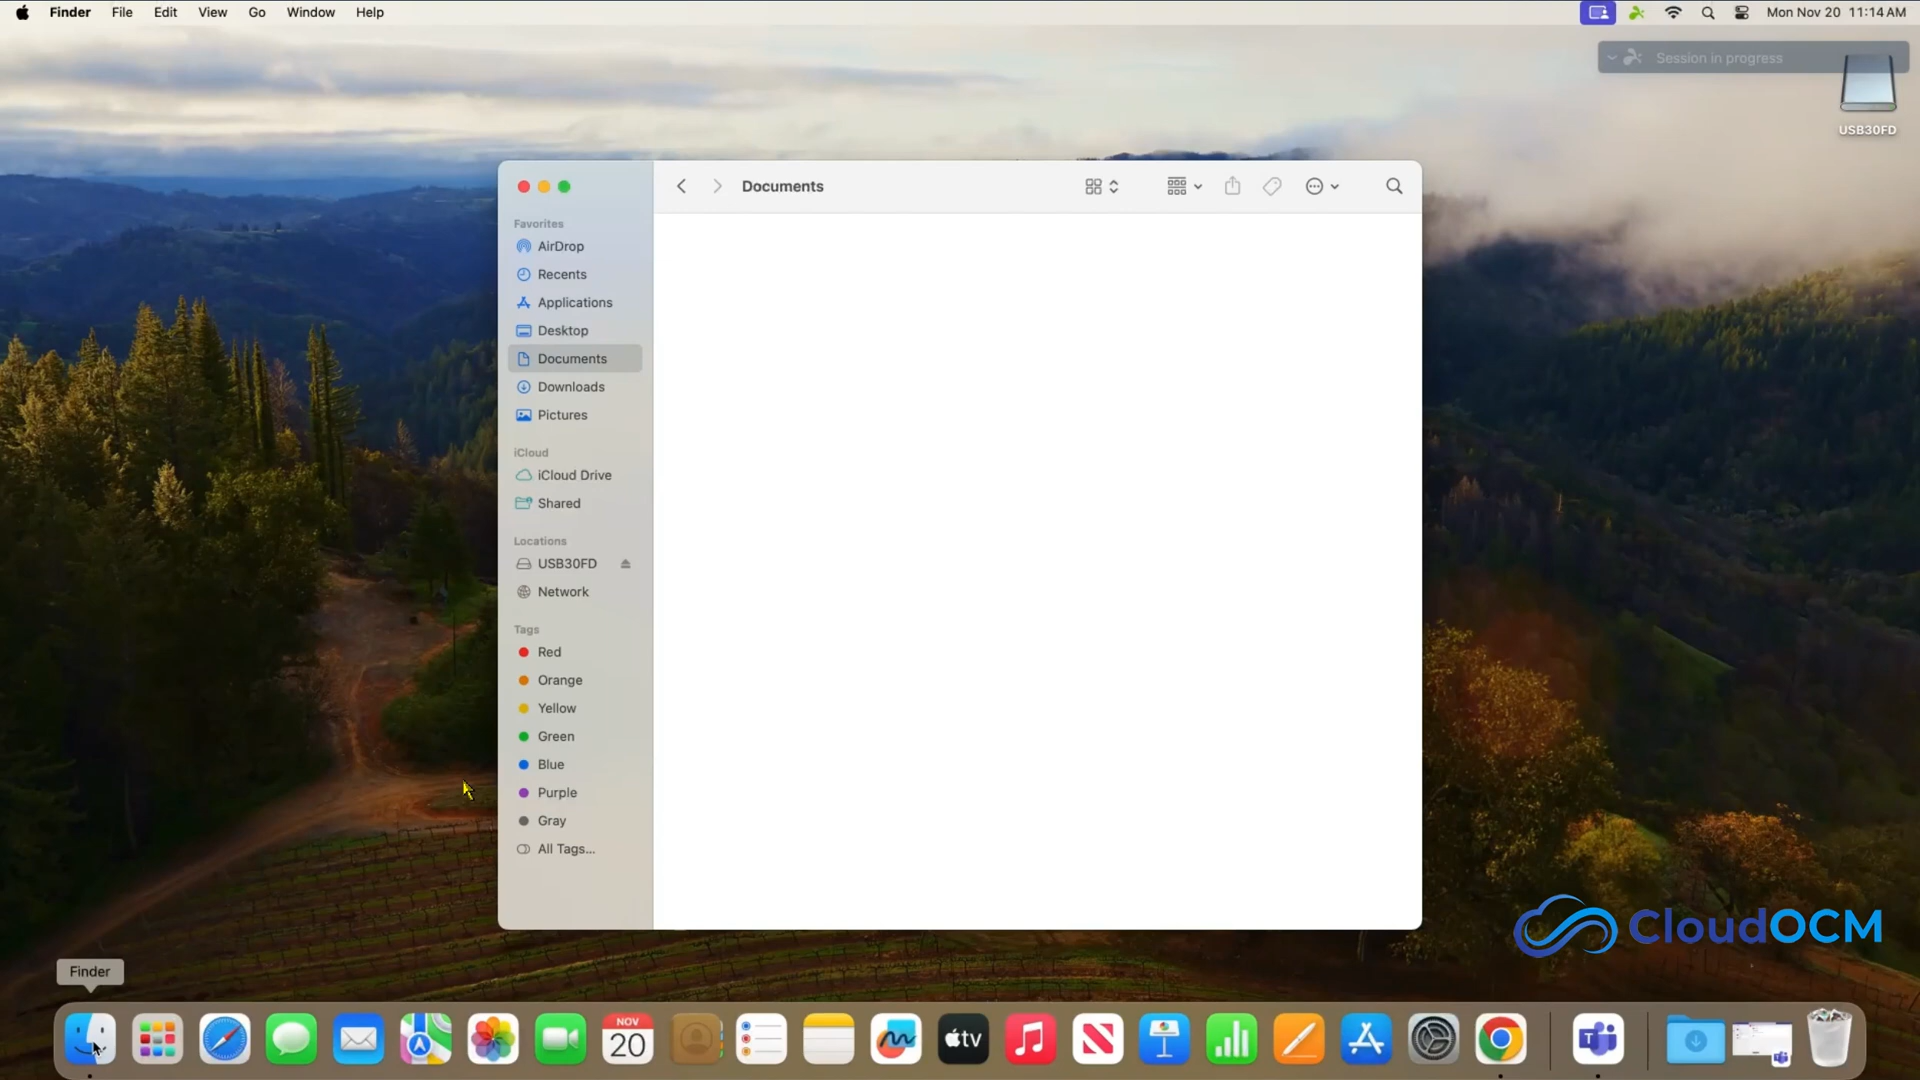 Finder File Edit View Go Window Help
Mon Nov 20 11:14 AM
Session in progress
USB30FD
Documents
Favorites
AirDrop
Recents
Applications
Desktop
Documents
Downloads
Pictures
iCloud
iCloud Drive
Shared
Locations
USB30FD
Network
Tags
Red
Orange
Yellow
Green
Blue
Purple
Gray
All Tags...
CloudOCM
Finder
NOV
20
tv